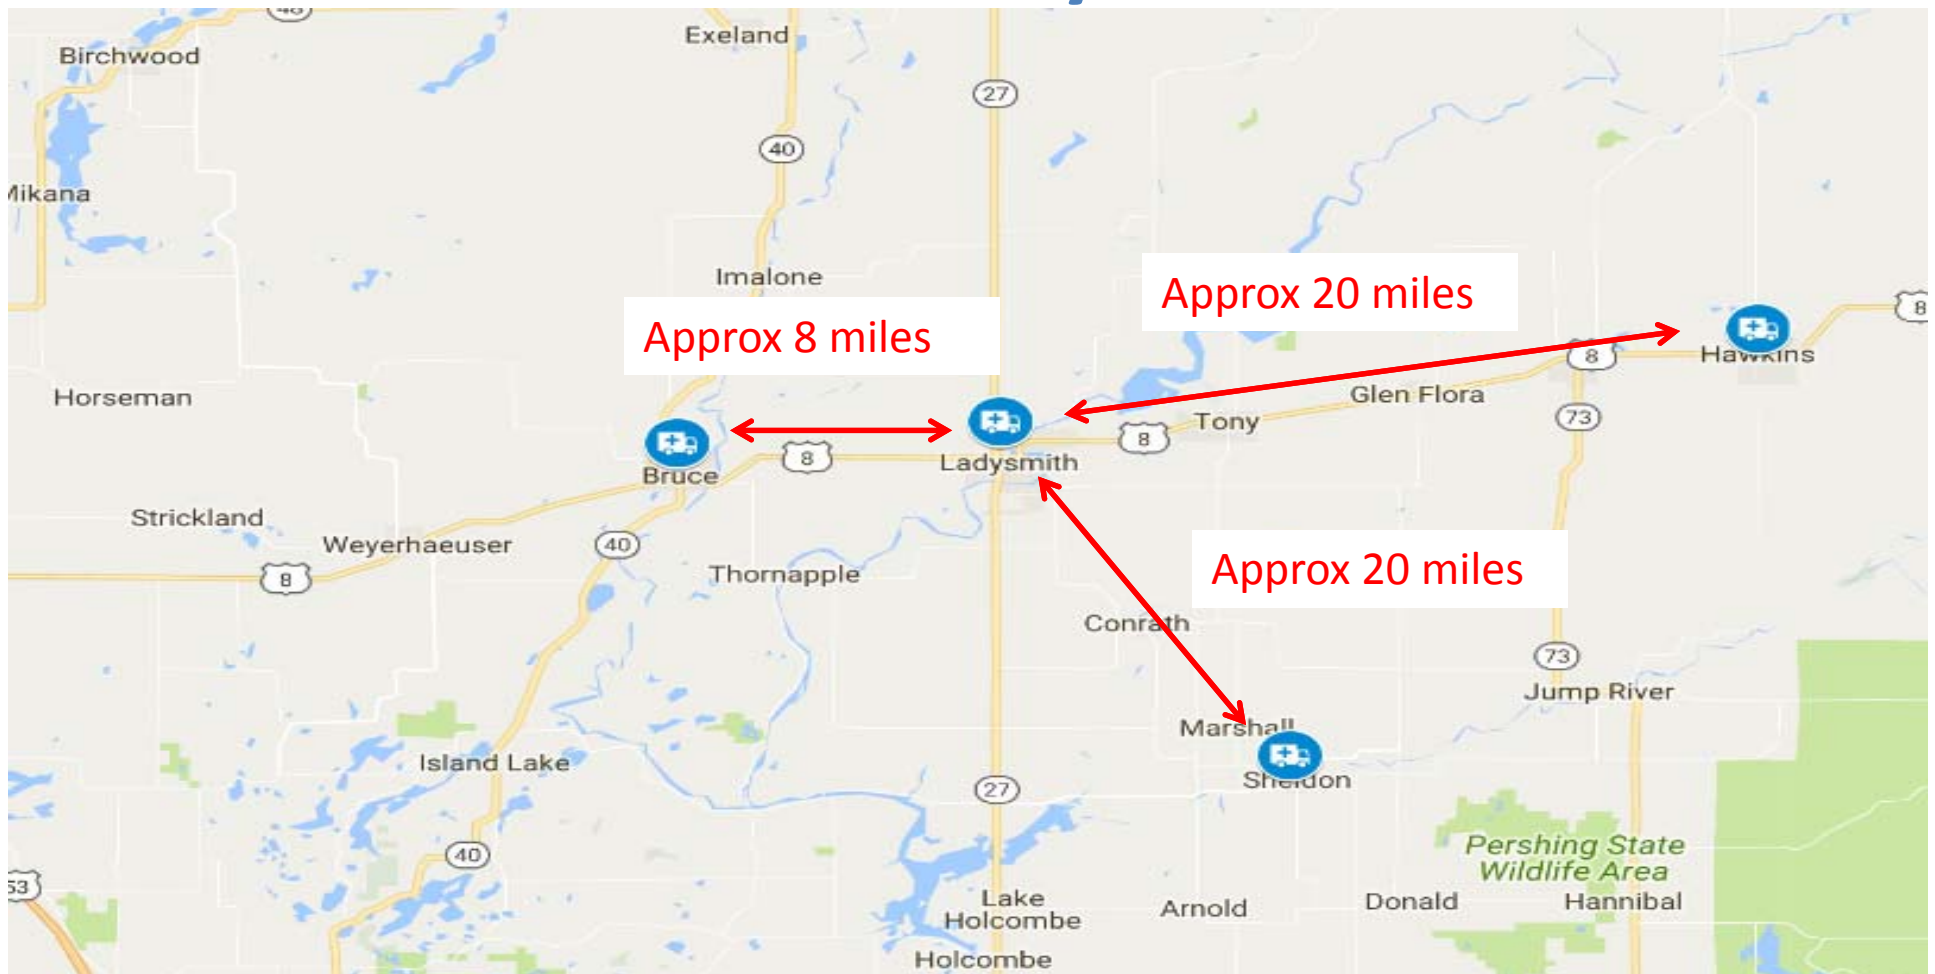 48
Exeland
Birchwood
27
40
Mikana
Imalone
Approx 20 miles
8
Approx 8 miles
Hawkins
8
Horseman
Glen Flora
73
Tony
8
Ladysmith
8
Bruce
Strickland
Weyerhaeuser
40
8
Thornapple
Approx 20 miles
Conrath
73
Jump River
Marshall
Island Lake
Sheldon
27
40
Pershing State
Wildlife Area
53
Lake
Holcombe
Arnold
Donald
Hannibal
Holcombe